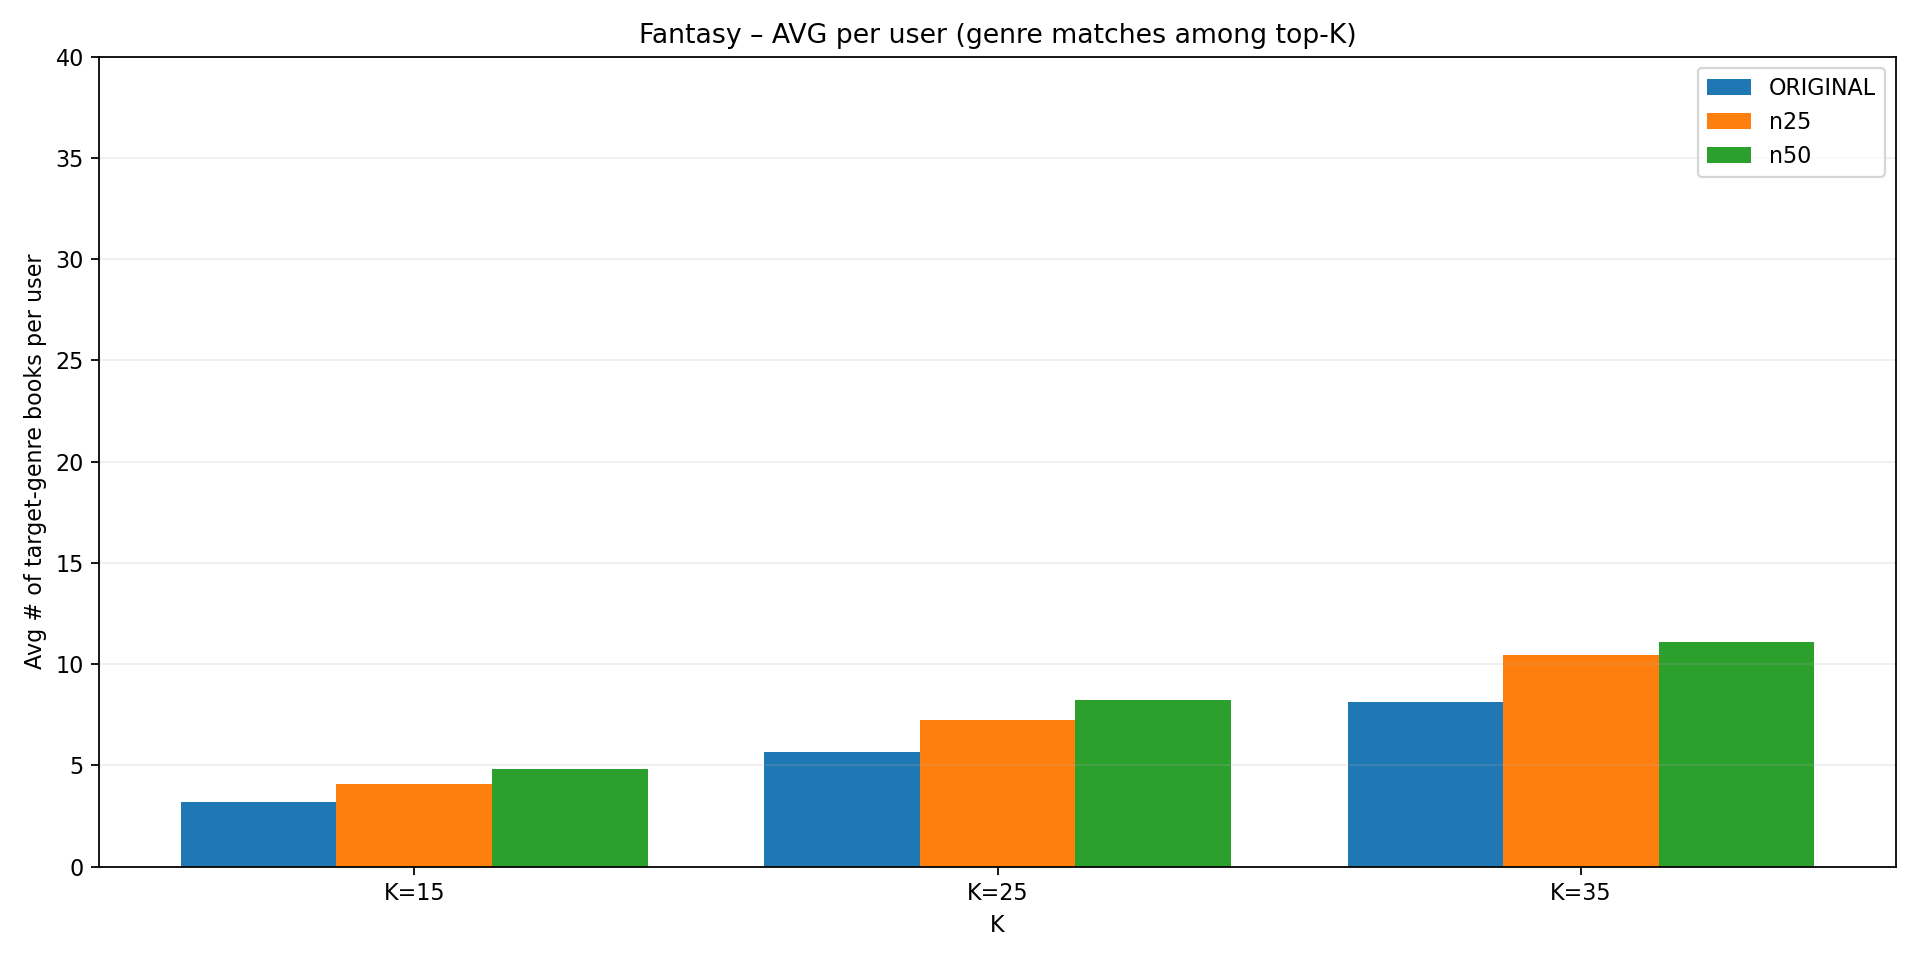 Fantasy – AVG per user (genre matches among top-K)
ORIGINAL
n25
n50
Avg # of target-genre books per user
40
35
30
25
20
15
10
5
0
K=15
K=25
K=35
K